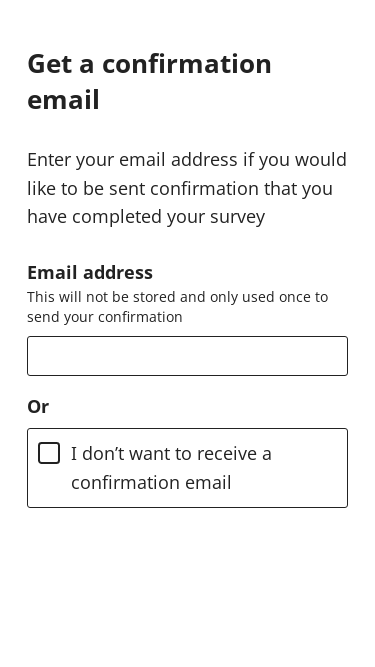 Get a confirmation
email
Enter your email address if you would
like to be sent confirmation that you
have completed your survey
Email address
This will not be stored and only used once to
send your confirmation
Or
I don’t want to receive a
confirmation email